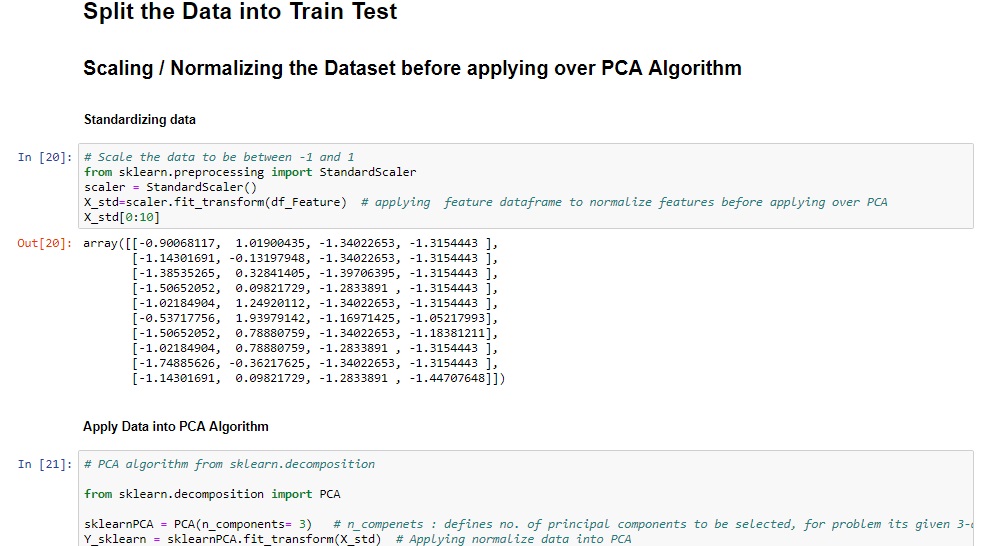 Split the Data into Train Test
Scaling / Normalizing the Dataset before applying over PCA Algorithm
Standardizing data
In [20]: # Scale the data to be between -1 and 1
from sklearn.preprocessing import StandardScaler
scaler = StandardScaler()
X_std=scaler.fit_transform(df_Feature)  # applying  feature dataframe to normalize features before applying over PCA
X_std[0:10]
Out[20]: array([[-0.90068117,  1.01900435, -1.34022653, -1.3154443 ],
[-1.14301691, -0.13197948, -1.34022653, -1.3154443 ],
[-1.38535265,  0.32841405, -1.39706395, -1.3154443 ],
[-1.50652052,  0.09821729, -1.2833891 , -1.3154443 ],
[-1.02184904,  1.24920112, -1.34022653, -1.3154443 ],
[-0.53717756,  1.93979142, -1.16971425, -1.05217993],
[-1.50652052,  0.78880759, -1.34022653, -1.18381211],
[-1.02184904,  0.78880759, -1.2833891 , -1.3154443 ],
[-1.74885626, -0.36217625, -1.34022653, -1.3154443 ],
[-1.14301691,  0.09821729, -1.2833891 , -1.44707648]])
Apply Data into PCA Algorithm
In [21]: # PCA algorithm from sklearn.decomposition
from sklearn.decomposition import PCA
sklearnPCA = PCA(n_components= 3)   # n_compenets : defines no. of principal components to be selected, for problem its given 3-
Y_sklearn = sklearnPCA.fit_transform(X_std)  # Applying normalize data into PCA